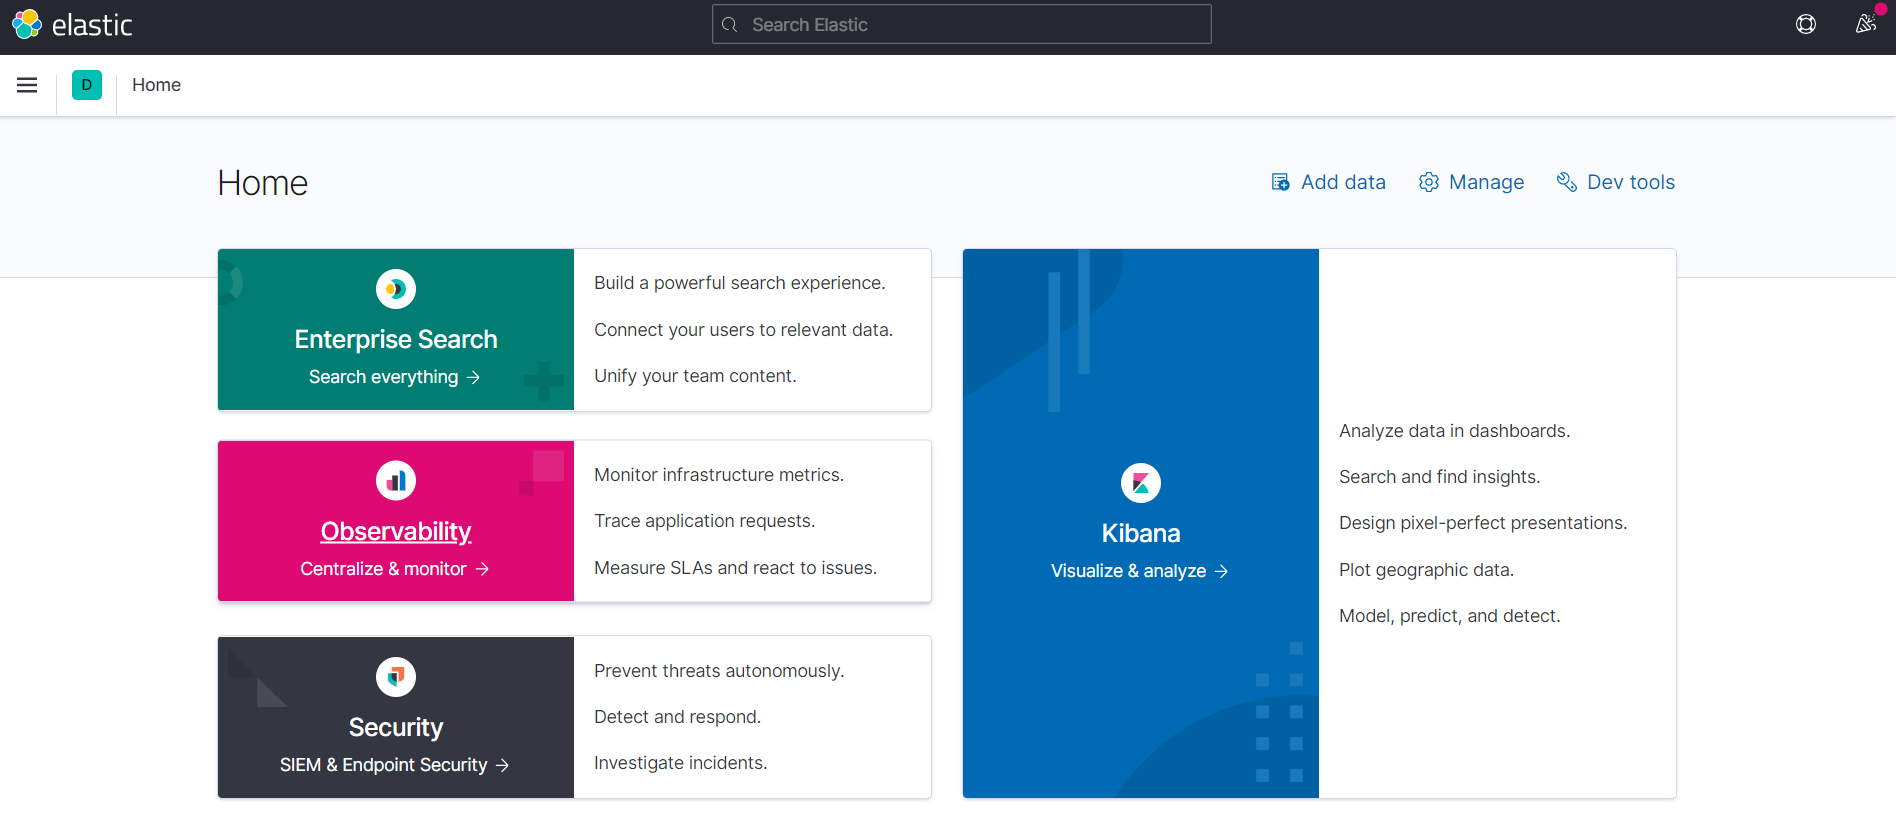 elastic
Search Elastic
D
Home
Home
Add data
Manage
Dev tools
Enterprise Search
Search everything →
Build a powerful search experience.
Connect your users to relevant data.
Unify your team content.
Observability
Centralize & monitor →
Monitor infrastructure metrics.
Trace application requests.
Measure SLAs and react to issues.
Security
SIEM & Endpoint Security →
Prevent threats autonomously.
Detect and respond.
Investigate incidents.
Kibana
Visualize & analyze →
Analyze data in dashboards.
Search and find insights.
Design pixel-perfect presentations.
Plot geographic data.
Model, predict, and detect.